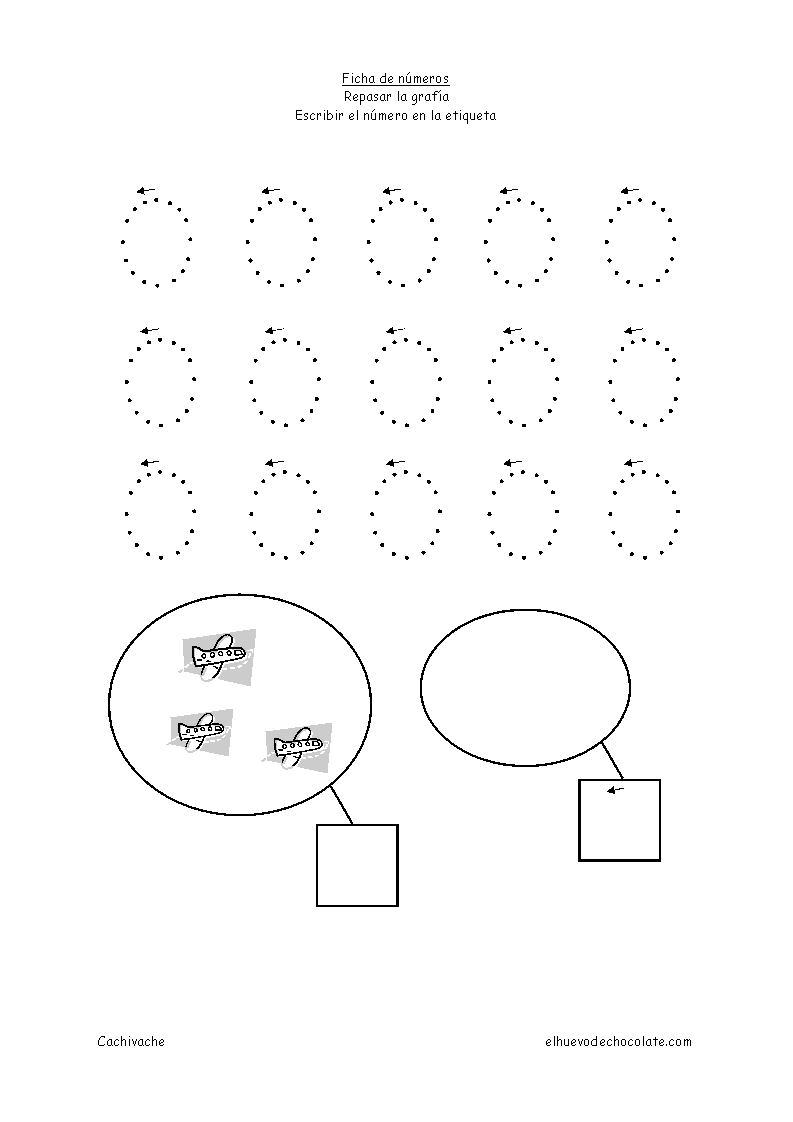 Ficha de números
Repasar la grafía
Escribir el número en la etiqueta
Cachivache
elhuevodechocolate.com